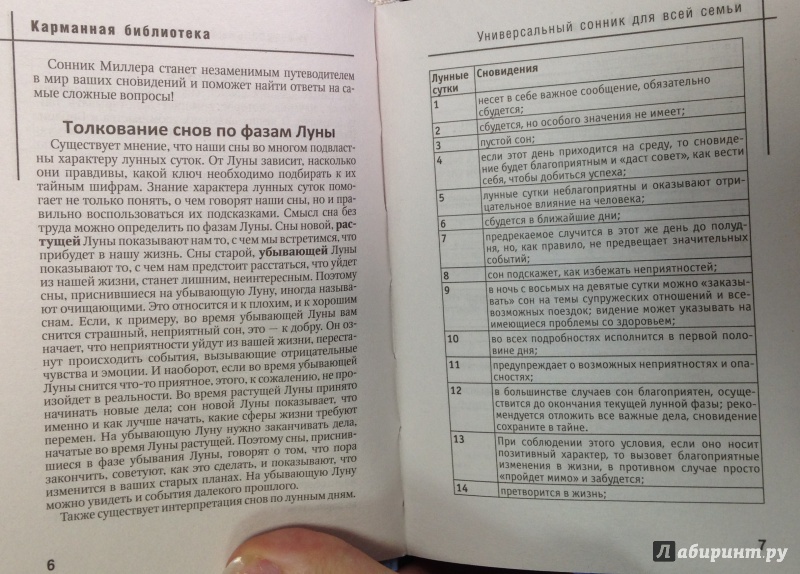 Карманная библиотека
Сонник Миллера станет незаменимым путеводителем
в мир ваших сновидений и поможет найти ответы на са-
мые сложные вопросы!
Толкование снов по фазам Луны
Существует мнение, что наши сны во многом подвласт-
ны характеру лунных суток. От Луны зависит, насколько
они правдивы, какой ключ необходимо подбирать к их
тайным шифрам. Знание характера лунных суток помо-
гает не только понять, о чем говорят наши сны, но и пра-
вильно воспользоваться их подсказками. Смысл сна без
труда можно определить по фазам Луны. Сны новой, рас-
тущей Луны показывают нам то, с чем мы встретимся, что
прибудет в нашу жизнь. Сны старой, убывающей Луны
показывают то, с чем нам предстоит расстаться, что уйдет
из нашей жизни, станет лишним, неинтересным. Поэтому
сны, приснившиеся на убывающую Луну, иногда называ-
ют очищающими. Это относится и к плохим, и к хорошим
снам. Если, к примеру, во время убывающей Луны вам
снится страшный, неприятный сон, это — к добру. Он оз-
начает, что неприятности уйдут из вашей жизни, переста-
нут происходить события, вызывающие отрицательные
чувства и эмоции. И наоборот, если во время убывающей
Луны снится что-то приятное, этого, к сожалению, не про-
изойдет в реальности. Во время растущей Луны принято
начинать новые дела; сон новой Луны показывает, что
именно и как лучше начать, какие сферы жизни требуют
перемен. На убывающую Луну нужно заканчивать дела,
начатые во время Луны растущей. Поэтому сны, приснив-
шиеся в фазе убывания Луны, говорят о том, что пора
закончить, советуют, как это сделать, и показывают, что
изменится в ваших старых планах. На убывающую Луну
можно увидеть и события далекого прошлого.
Также существует интерпретация снов по лунным дням.
6
Универсальный сонник для всей семьи
Лунные сутки
Сновидения
1
несет в себе важное сообщение, обязательно
сбудется;
2
сбудется, но особого значения не имеет;
3
пустой сон;
4
если этот день приходится на среду, то сновиде-
ние будет благоприятным и «даст совет», как вести
себя, чтобы добиться успеха;
5
лунные сутки неблаготны и оказывают отри-
цательное влияние на человека;
6
сбудется в ближайшие дни;
7
предрекаемое случится в этот же день до полуд-
ня, но, как правило, не предвещает значительных
событий;
8
сон подскажет, как избежать неприятностей;
9
в ночь с восьмых на девятые сутки можно «заказы-
вать» сон на темы супружеских отношений и все-
возможных поездок; видение может указывать на
имеющиеся проблемы со здоровьем;
10
во всех подробностях исполнится в первой поло-
вине дня;
11
предупреждает о возможных неприятностях и опа-
сностях;
12
в большинстве случаев сон благоприятен, осуще-
ствится до окончания текущей лунной фазы; реко-
мендуется отложить все важные дела, сновидение
сохраните в тайне.
13
При соблюдении этого условия, если оно носит
позитивный характер, то вызовет благоприятные
изменения в жизни, в противном случае просто
«пройдет мимо» и забудется;
14
претворится в жизнь;
7
Лабиринт.ру